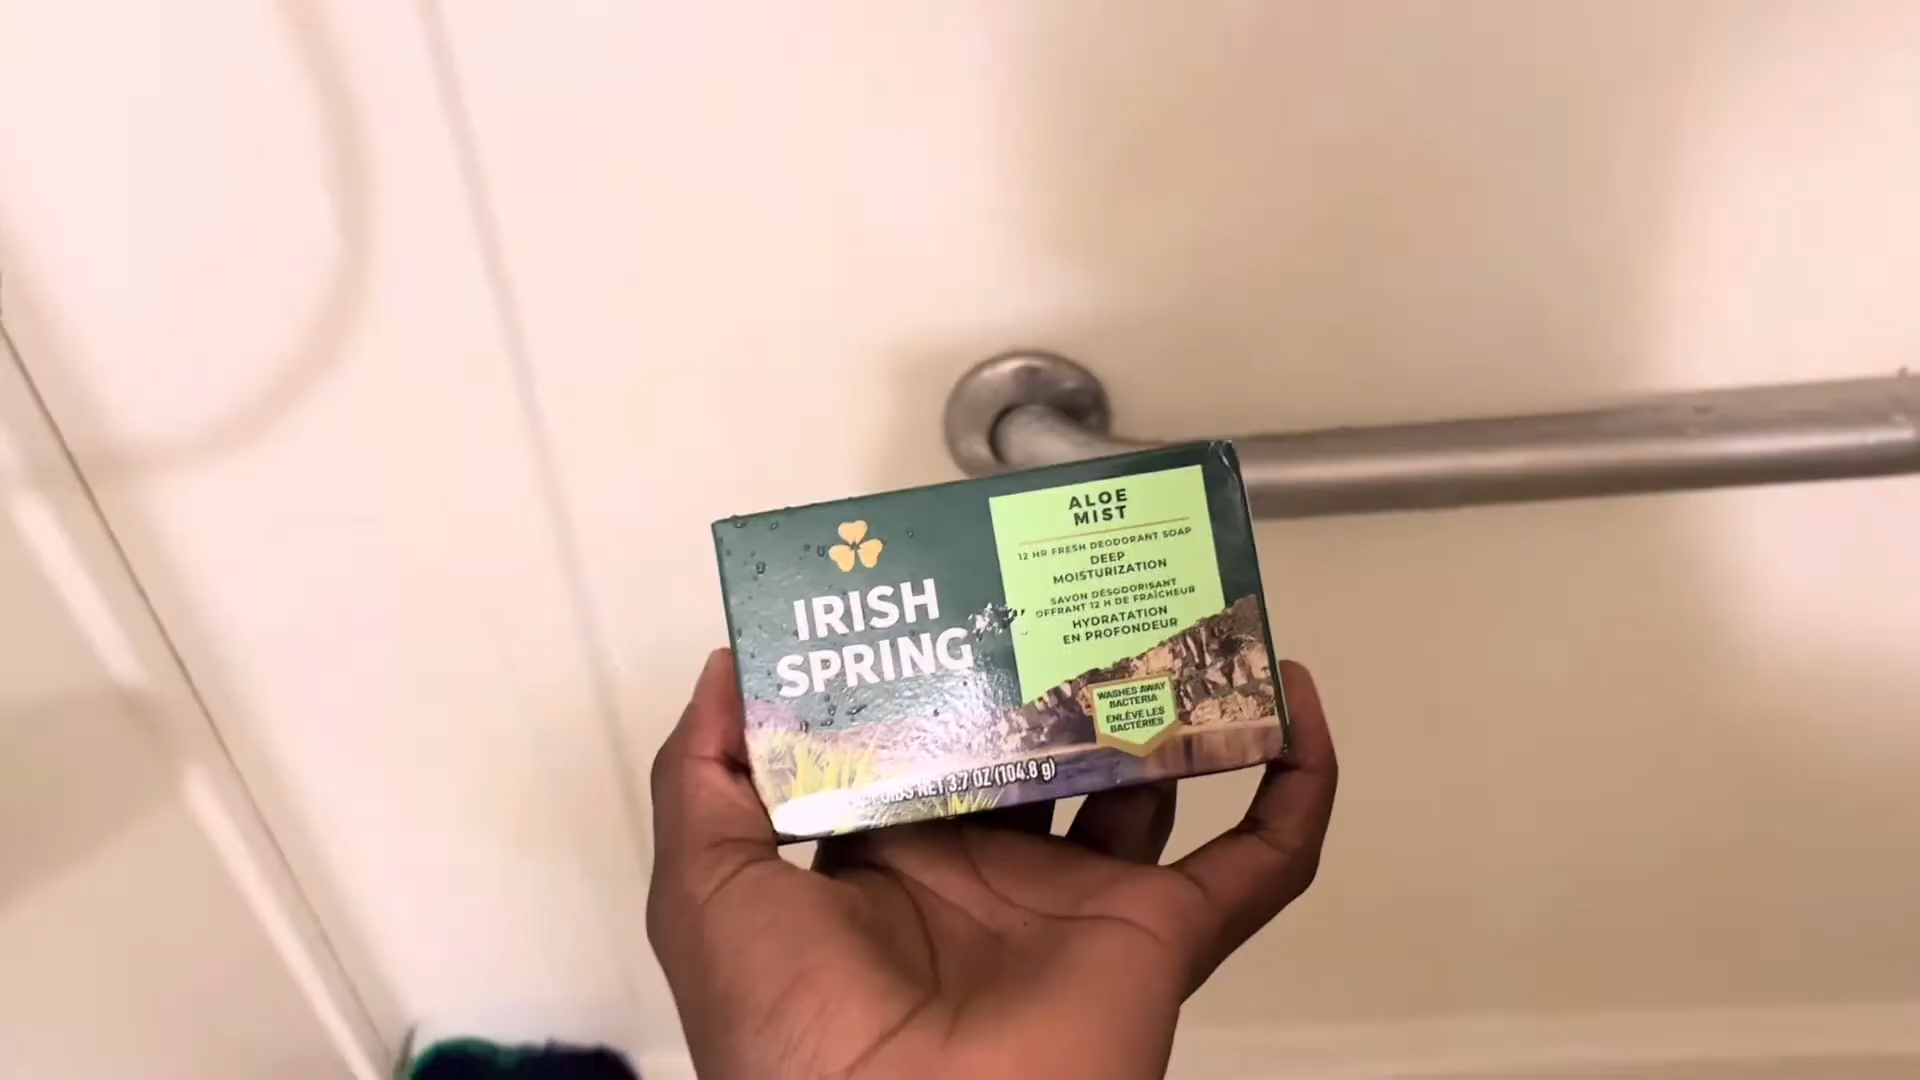 IRISH
SPRING
ALOE
MIST
12 HR FRESH DEODORANT SOAP
DEEP
MOISTURIZATION
SAVON DÉSODORISANT
OFFRANT 12 H DE FRAÎCHEUR
HYDRATATION
EN PROFONDEUR
WASHES AWAY
BACTERIA
ENLÈVE LES
BACTÉRIES
NET 3.7 OZ (104.8 g)